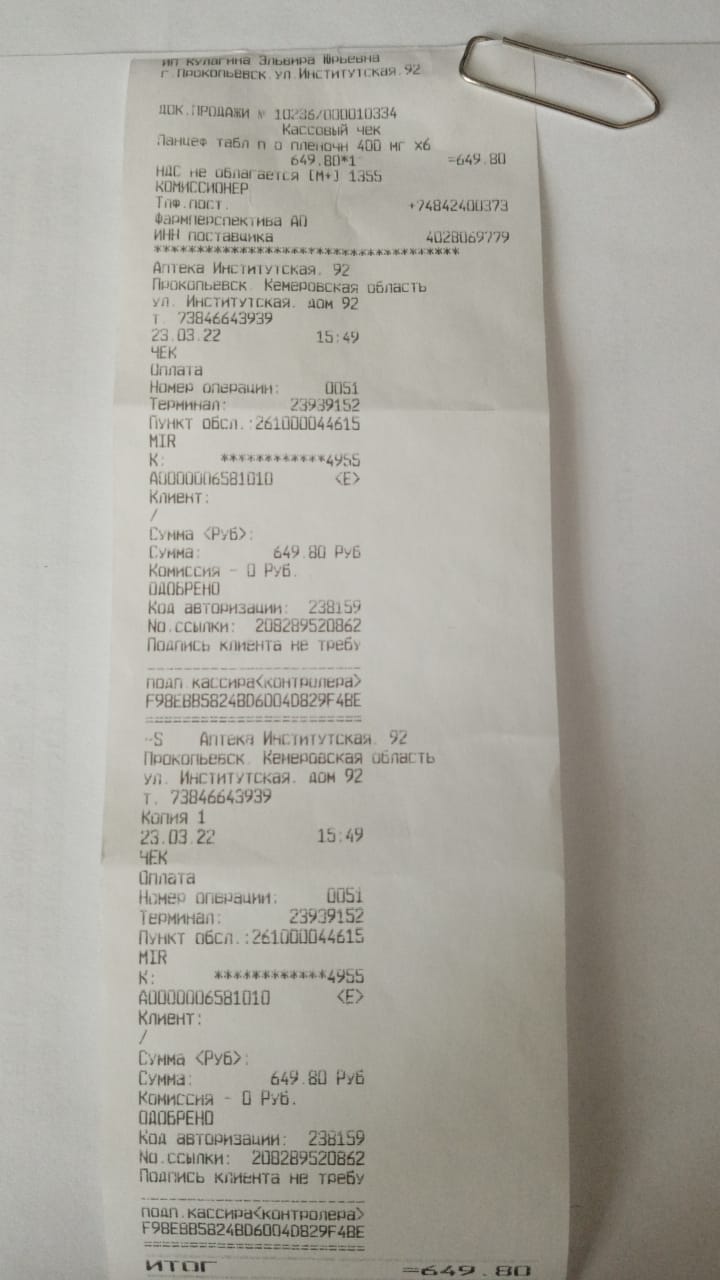 ИП Кулагина Эльвира Юрьевна
г.Прокопьевск.ул.Институтская.92
ДОК.ПРОДАЖИ № 10236/000010334
Кассовый чек
Ланцеф табл п о пленочн 400 мг х6
649.80*1 =649.80
НДС не облагается [М+] 1355
КОМИССИОНЕР
Тлф.пост. +74842400373
Фармперспектива АО
ИНН поставщика 4028069779
***********************************
Аптека Институтская, 92
Прокопьевск, Кемеровская область
ул. Институтская, дом 92
т. 73846643939
23.03.22 15:49
ЧЕК
Оплата
Номер операции: 0051
Терминал: 23939152
Пункт обсл.:261000044615
MIR
К: ************4955
A0000006581010 <E>
Клиент:
/
Сумма <Руб>:
Сумма: 649.80 Руб
Комиссия - 0 Руб.
ОДОБРЕНО
Код авторизации: 238159
No.ссылки: 208289520862
Подпись клиента не требу
------------------------
подп.кассира<контролера>
F98EBB5824BD6D04D829F4BE
========================
~S Аптека Институтская, 92
Прокопьевск, Кемеровская область
ул. Институтская, дом 92
т. 73846643939
Копия 1
23.03.22 15:49
ЧЕК
Оплата
Номер операции: 0051
Терминал: 23939152
Пункт обсл.:261000044615
MIR
К: ************4955
A0000006581010 <E>
Клиент:
/
Сумма <Руб>:
Сумма: 649.80 Руб
Комиссия - 0 Руб.
ОДОБРЕНО
Код авторизации: 238159
No.ссылки: 208289520862
Подпись клиента не требу
------------------------
подп.кассира<контролера>
F98EBB5824BD6D04D829F4BE
========================
ИТОГ =649.80